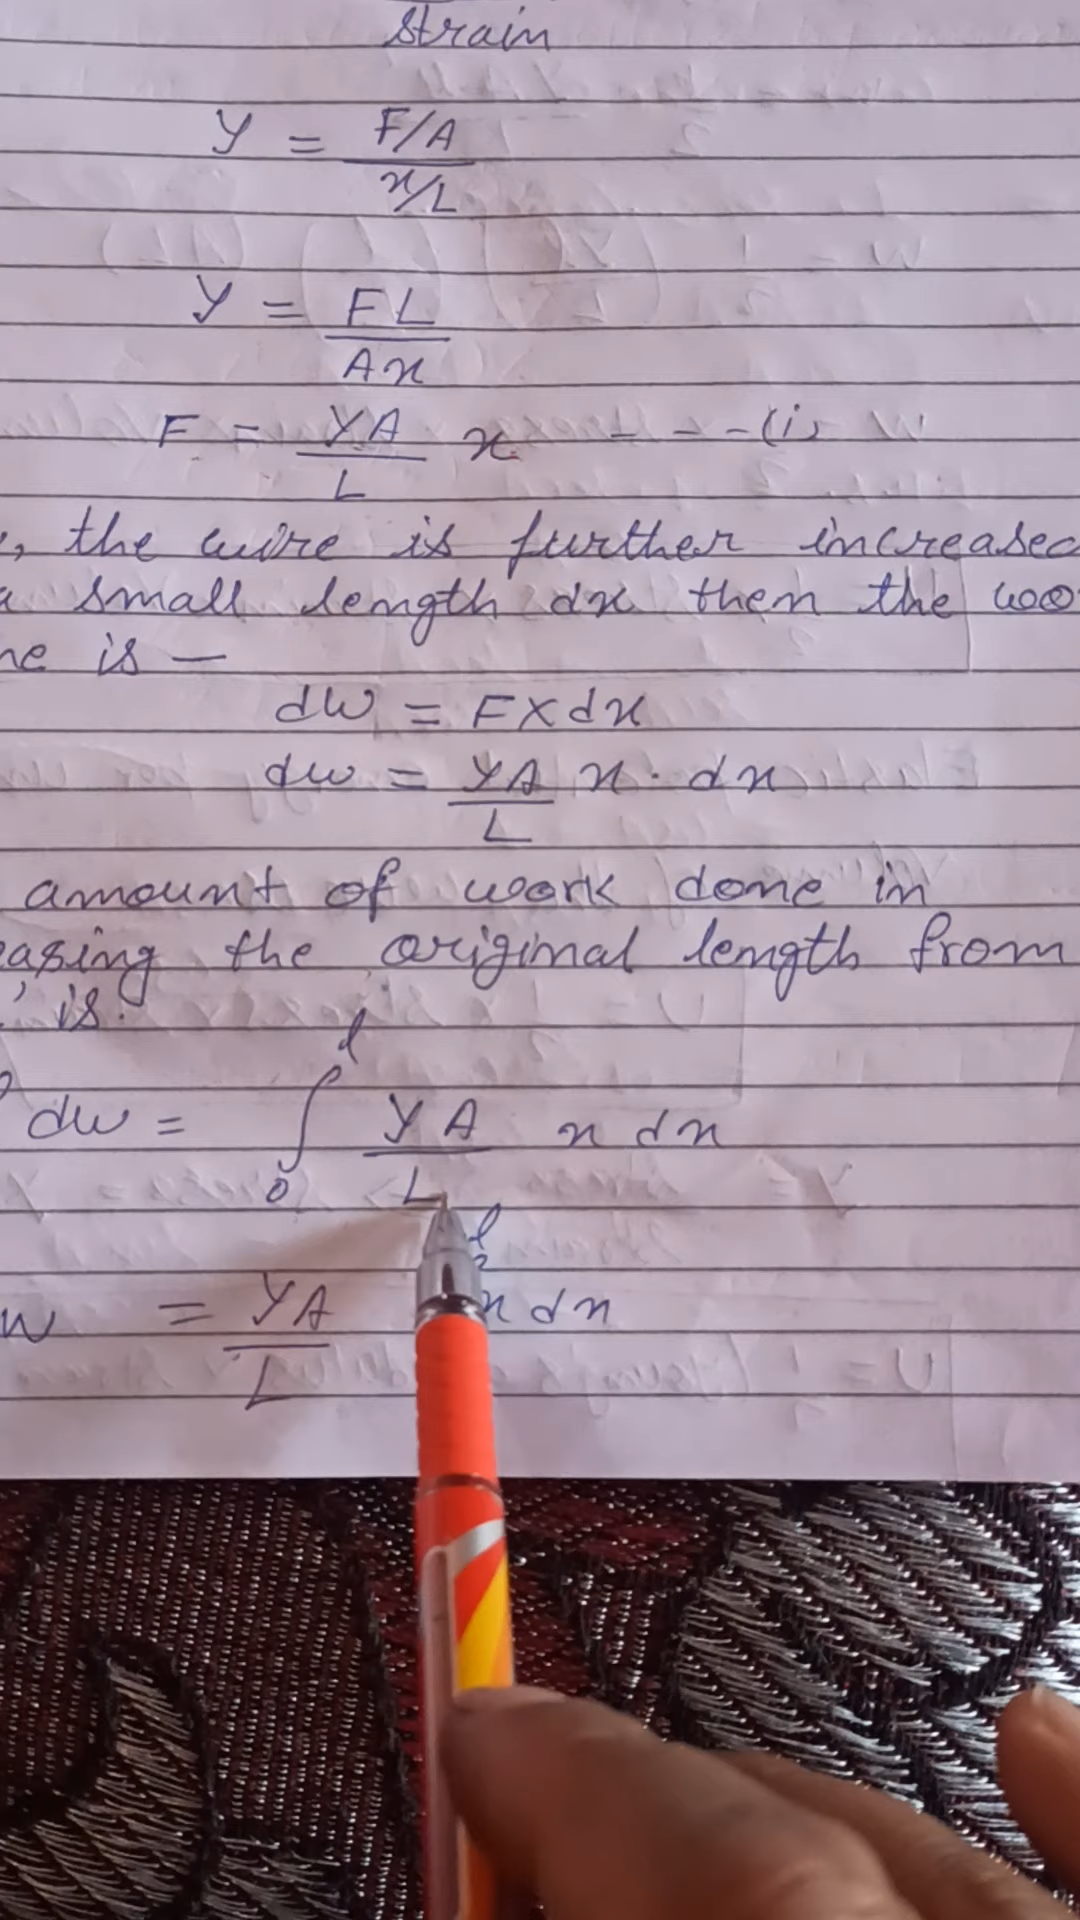 strain
Y = F/A
x/L
Y = FL
Ax
F = YA x - - - (i)
L
, the wire is further increased
a small length dx then the
is —
dW = F X dx
dw = YA x . dx
L
amount of work done in
the original length from
is
dw = ∫ l 0 YA x dx
L
W = YA l x dx
L